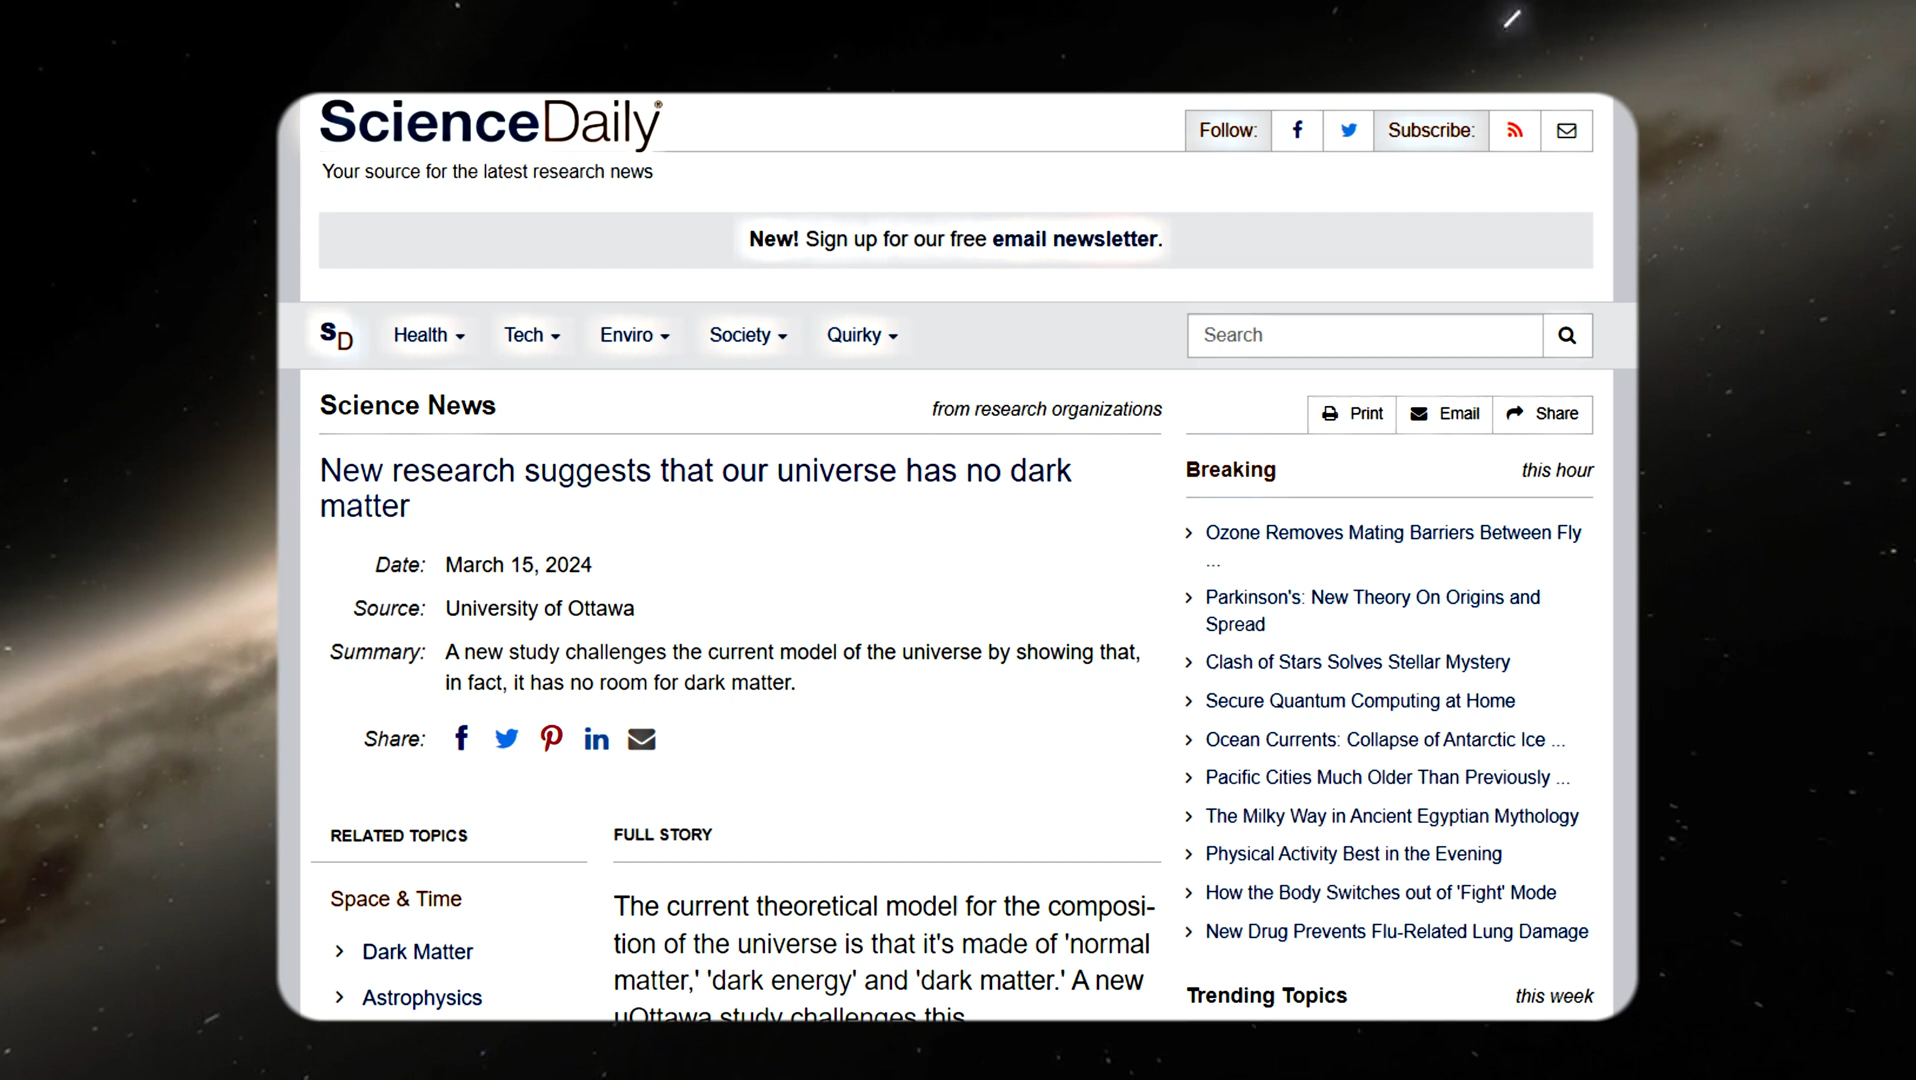 ScienceDaily®
Your source for the latest research news
Follow:
Subscribe:
New! Sign up for our free email newsletter.
SD
Health
Tech
Enviro
Society
Quirky
Search
Science News
from research organizations
New research suggests that our universe has no dark
matter
Date: March 15, 2024
Source: University of Ottawa
Summary: A new study challenges the current model of the universe by showing that,
in fact, it has no room for dark matter.
Share:
RELATED TOPICS
Space & Time
Dark Matter
Astrophysics
FULL STORY
The current theoretical model for the composi-
tion of the universe is that it's made of 'normal
matter,' 'dark energy' and 'dark matter.' A new
uOttawa study challenges this.
Print
Email
Share
Breaking
this hour
Ozone Removes Mating Barriers Between Fly
...
Parkinson's: New Theory On Origins and
Spread
Clash of Stars Solves Stellar Mystery
Secure Quantum Computing at Home
Ocean Currents: Collapse of Antarctic Ice ...
Pacific Cities Much Older Than Previously ...
The Milky Way in Ancient Egyptian Mythology
Physical Activity Best in the Evening
How the Body Switches out of 'Fight' Mode
New Drug Prevents Flu-Related Lung Damage
Trending Topics
this week